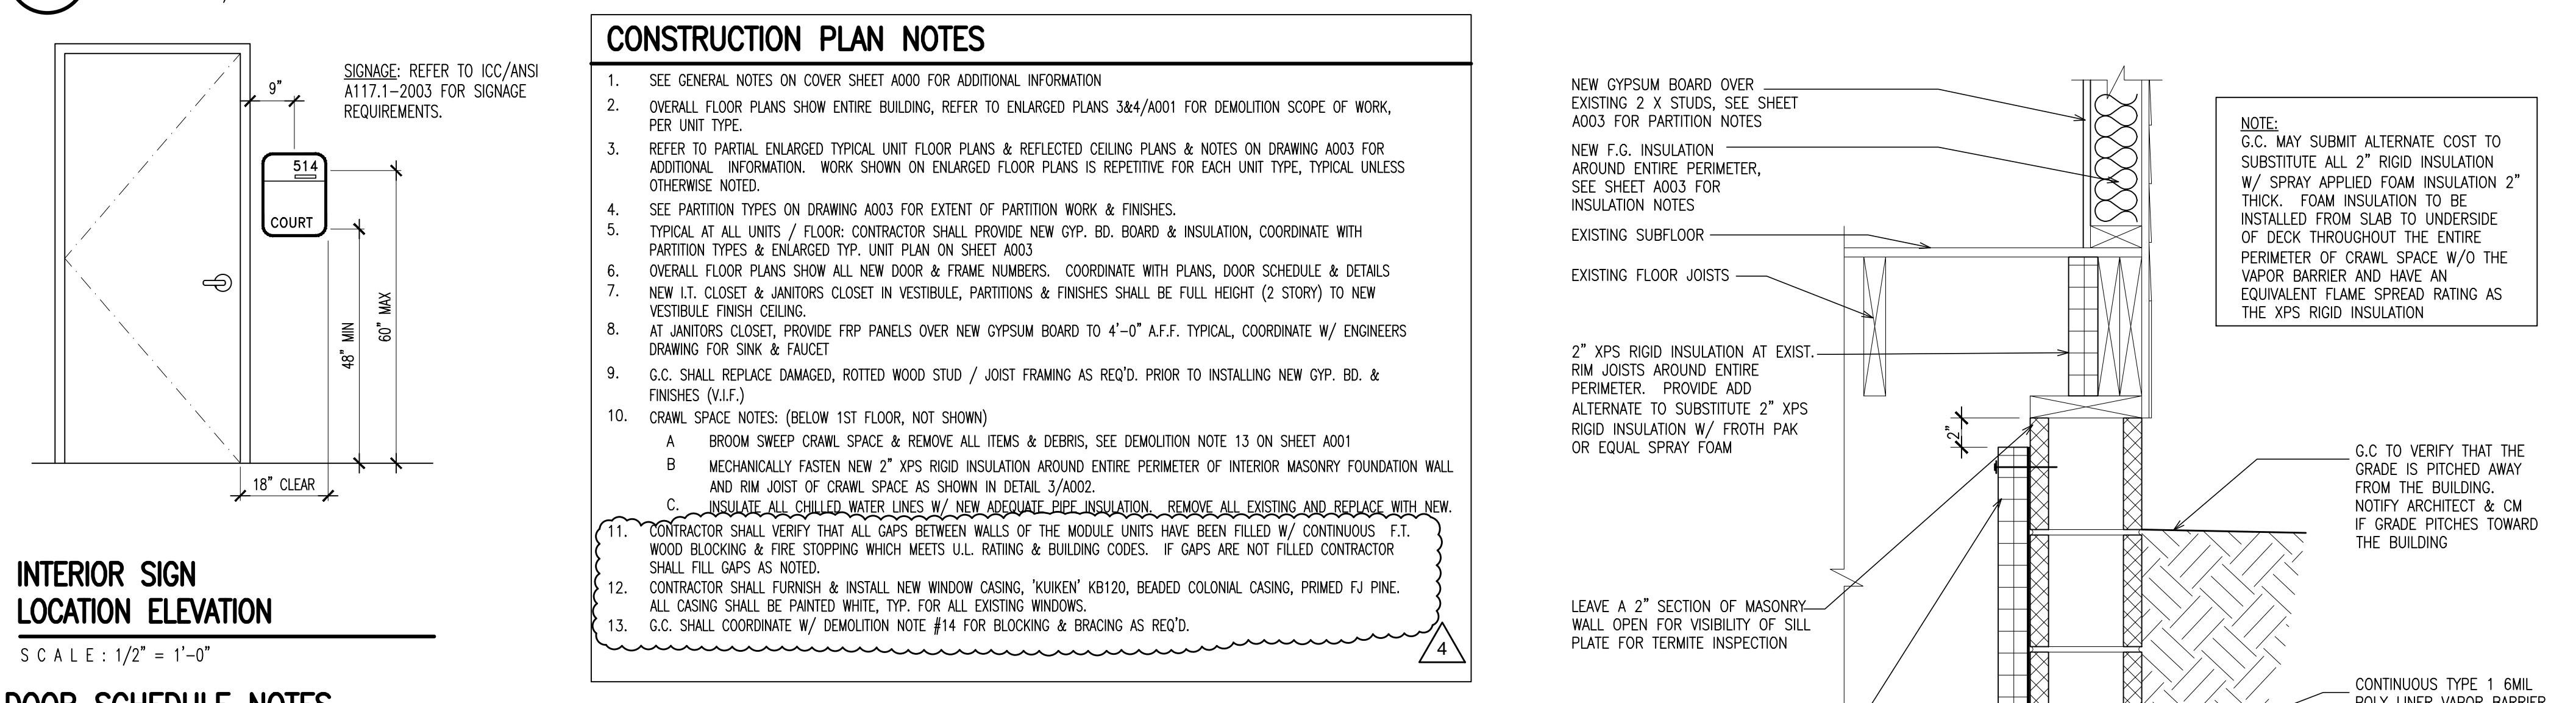 9"
SIGNAGE: REFER TO ICC/ANSI
A117.1-2003 FOR SIGNAGE
REQUIREMENTS.
514
COURT
48" MIN
60" MAX
18" CLEAR
INTERIOR SIGN
LOCATION ELEVATION
SCALE: 1/2" = 1'-0"
DOOR SCHEDULE NOTES
CONSTRUCTION PLAN NOTES
1. SEE GENERAL NOTES ON COVER SHEET A000 FOR ADDITIONAL INFORMATION
2. OVERALL FLOOR PLANS SHOW ENTIRE BUILDING, REFER TO ENLARGED PLANS 3&4/A001 FOR DEMOLITION SCOPE OF WORK,
PER UNIT TYPE.
3. REFER TO PARTIAL ENLARGED TYPICAL UNIT FLOOR PLANS & REFLECTED CEILING PLANS & NOTES ON DRAWING A003 FOR
ADDITIONAL INFORMATION. WORK SHOWN ON ENLARGED FLOOR PLANS IS REPETITIVE FOR EACH UNIT TYPE, TYPICAL UNLESS
OTHERWISE NOTED.
4. SEE PARTITION TYPES ON DRAWING A003 FOR EXTENT OF PARTITION WORK & FINISHES.
5. TYPICAL AT ALL UNITS / FLOOR: CONTRACTOR SHALL PROVIDE NEW GYP. BD. BOARD & INSULATION, COORDINATE WITH
PARTITION TYPES & ENLARGED TYP. UNIT PLAN ON SHEET A003
6. OVERALL FLOOR PLANS SHOW ALL NEW DOOR & FRAME NUMBERS. COORDINATE WITH PLANS, DOOR SCHEDULE & DETAILS
7. NEW I.T. CLOSET & JANITORS CLOSET IN VESTIBULE, PARTITIONS & FINISHES SHALL BE FULL HEIGHT (2 STORY) TO NEW
VESTIBULE FINISH CEILING.
8. AT JANITORS CLOSET, PROVIDE FRP PANELS OVER NEW GYPSUM BOARD TO 4'-0" A.F.F. TYPICAL, COORDINATE W/ ENGINEERS
DRAWING FOR SINK & FAUCET
9. G.C. SHALL REPLACE DAMAGED, ROTTED WOOD STUD / JOIST FRAMING AS REQ'D. PRIOR TO INSTALLING NEW GYP. BD. &
FINISHES (V.I.F.)
10. CRAWL SPACE NOTES: (BELOW 1ST FLOOR, NOT SHOWN)
A BROOM SWEEP CRAWL SPACE & REMOVE ALL ITEMS & DEBRIS, SEE DEMOLITION NOTE 13 ON SHEET A001
B MECHANICALLY FASTEN NEW 2" XPS RIGID INSULATION AROUND ENTIRE PERIMETER OF INTERIOR MASONRY FOUNDATION WALL
AND RIM JOIST OF CRAWL SPACE AS SHOWN IN DETAIL 3/A002.
C. INSULATE ALL CHILLED WATER LINES W/ NEW ADEQUATE PIPE INSULATION. REMOVE ALL EXISTING AND REPLACE WITH NEW.
11. CONTRACTOR SHALL VERIFY THAT ALL GAPS BETWEEN WALLS OF THE MODULE UNITS HAVE BEEN FILLED W/ CONTINUOUS F.T.
WOOD BLOCKING & FIRE STOPPING WHICH MEETS U.L. RATING & BUILDING CODES. IF GAPS ARE NOT FILLED CONTRACTOR
SHALL FILL GAPS AS NOTED.
12. CONTRACTOR SHALL FURNISH & INSTALL NEW WINDOW CASING, 'KUIKEN' KB120, BEADED COLONIAL CASING, PRIMED FJ PINE.
ALL CASING SHALL BE PAINTED WHITE, TYP. FOR ALL EXISTING WINDOWS.
13. G.C. SHALL COORDINATE W/ DEMOLITION NOTE #14 FOR BLOCKING & BRACING AS REQ'D.
4
NEW GYPSUM BOARD OVER
EXISTING 2 X STUDS, SEE SHEET
A003 FOR PARTITION NOTES
NEW F.G. INSULATION
AROUND ENTIRE PERIMETER,
SEE SHEET A003 FOR
INSULATION NOTES
EXISTING SUBFLOOR
EXISTING FLOOR JOISTS
2" XPS RIGID INSULATION AT EXIST.
RIM JOISTS AROUND ENTIRE
PERIMETER. PROVIDE ADD
ALTERNATE TO SUBSTITUTE 2" XPS
RIGID INSULATION W/ FROTH PAK
OR EQUAL SPRAY FOAM
2"
LEAVE A 2" SECTION OF MASONRY
WALL OPEN FOR VISIBILITY OF SILL
PLATE FOR TERMITE INSPECTION
NOTE:
G.C. MAY SUBMIT ALTERNATE COST TO
SUBSTITUTE ALL 2" RIGID INSULATION
W/ SPRAY APPLIED FOAM INSULATION 2"
THICK. FOAM INSULATION TO BE
INSTALLED FROM SLAB TO UNDERSIDE
OF DECK THROUGHOUT THE ENTIRE
PERIMETER OF CRAWL SPACE W/O THE
VAPOR BARRIER AND HAVE AN
EQUIVALENT FLAME SPREAD RATING AS
THE XPS RIGID INSULATION
G.C TO VERIFY THAT THE
GRADE IS PITCHED AWAY
FROM THE BUILDING.
NOTIFY ARCHITECT & CM
IF GRADE PITCHES TOWARD
THE BUILDING
CONTINUOUS TYPE 1 6MIL
POLY LINER VAPOR BARRIER